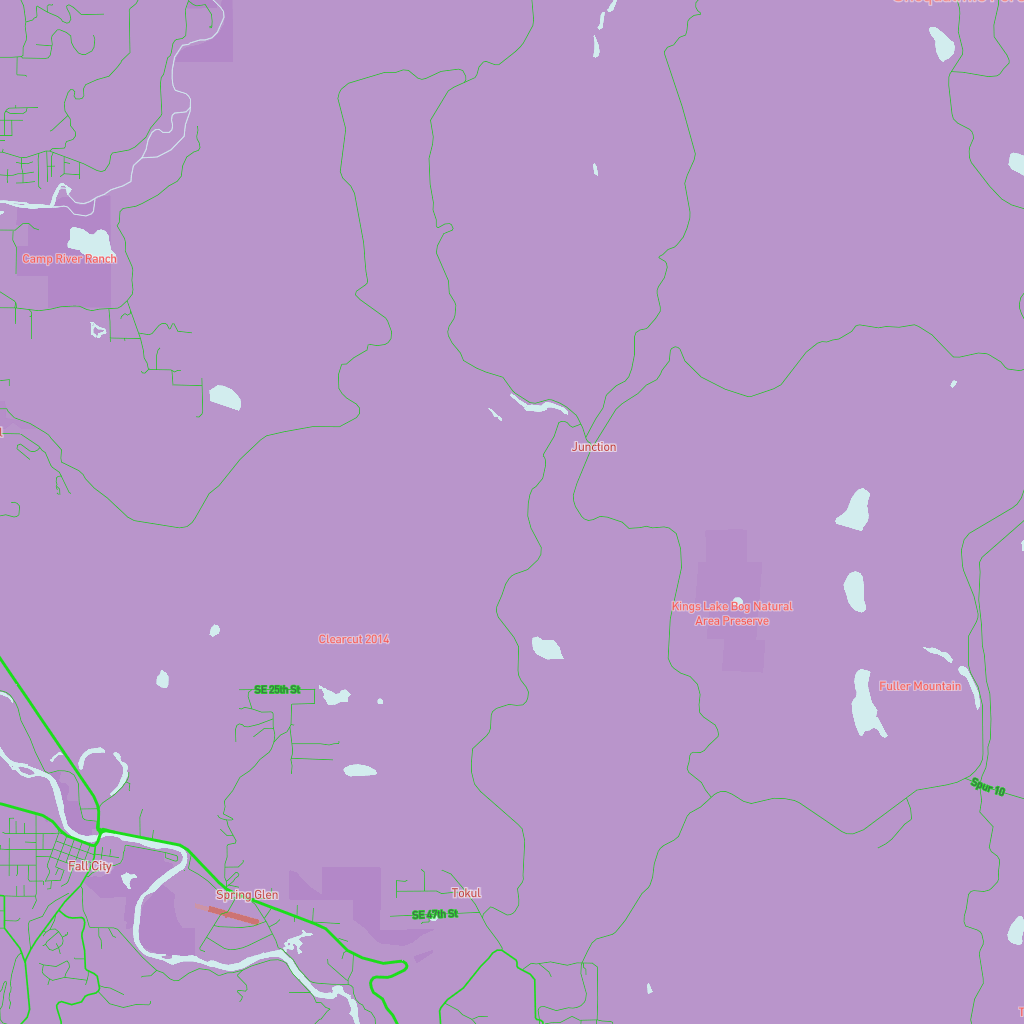 Camp River Ranch
Junction
Kings Lake Bog Natural
Area Preserve
Clearcut 2014
SE 25th St
Fuller Mountain
Spur 10
Fall City
Spring Glen
Tokul
SE 47th St